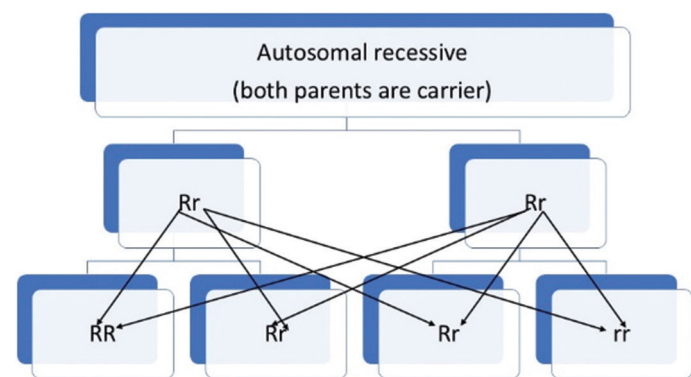 Autosomal recessive
(both parents are carrier)
Rr Rr
RR Rr Rr rr